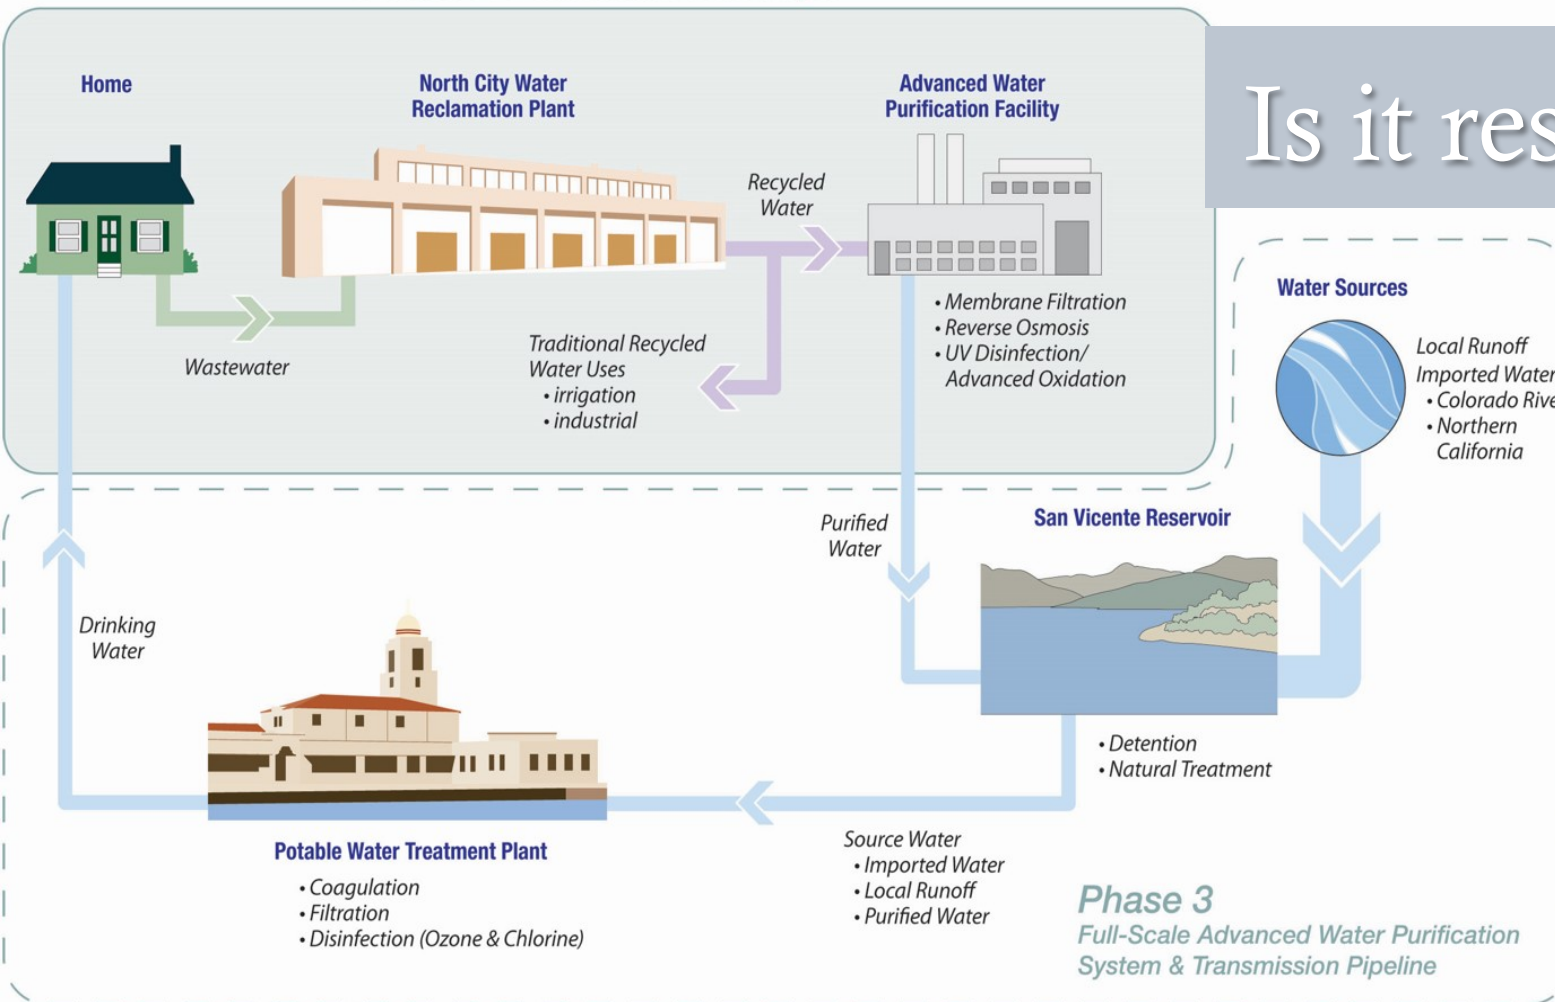 Is it res
Home
North City Water
Reclamation Plant
Advanced Water
Purification Facility
Recycled
Water
Wastewater
Traditional Recycled
Water Uses
• irrigation
• industrial
• Membrane Filtration
• Reverse Osmosis
• UV Disinfection/
Advanced Oxidation
Water Sources
Local Runoff
Imported Water
• Colorado Rive
• Northern
California
Purified
Water
San Vicente Reservoir
• Detention
• Natural Treatment
Drinking
Water
Potable Water Treatment Plant
• Coagulation
• Filtration
• Disinfection (Ozone & Chlorine)
Source Water
• Imported Water
• Local Runoff
• Purified Water
Phase 3
Full-Scale Advanced Water Purification
System & Transmission Pipeline